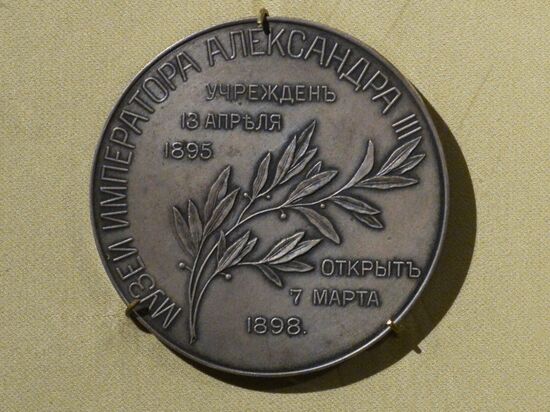 МУЗЕЙ ИМПЕРАТОРА АЛЕКСАНДРА III
УЧРЕЖДЕНЪ
13 АПРѢЛЯ
1895
ОТКРЫТЪ
7 МАРТА
1898.